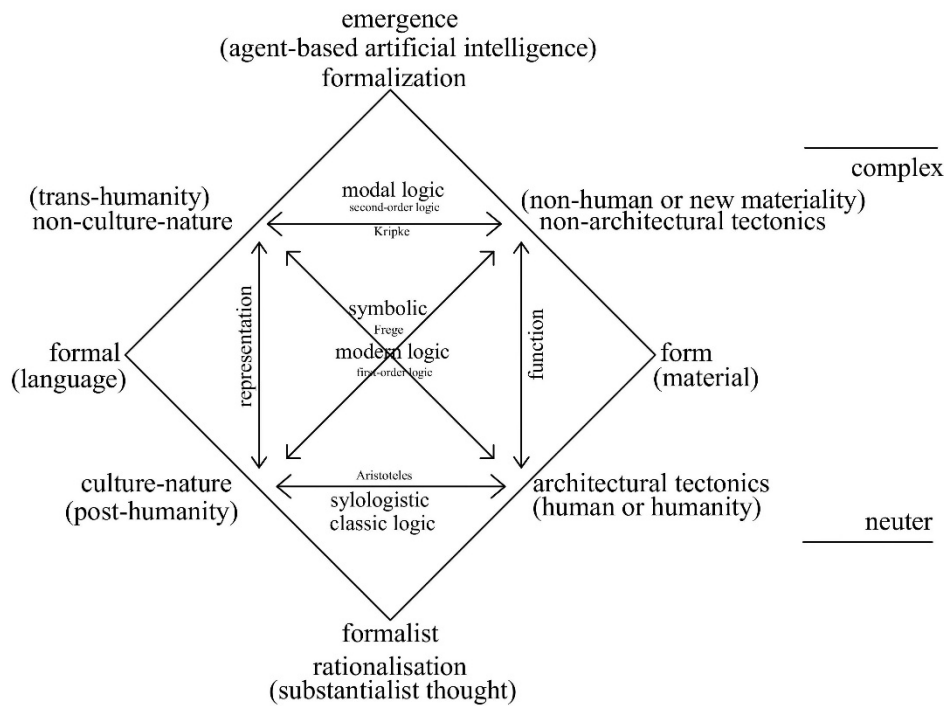 emergence
(agent-based artificial intelligence)
formalization
complex
(trans-humanity)
non-culture-nature
modal logic
second-order logic
Kripke
(non-human or new materiality)
non-architectural tectonics
representation
symbolic
Frege
modern logic
first-order logic
function
formal
(language)
form
(material)
culture-nature
(post-humanity)
Aristoteles
sylologistic
classic logic
architectural tectonics
(human or humanity)
neuter
formalist
rationalisation
(substantialist thought)